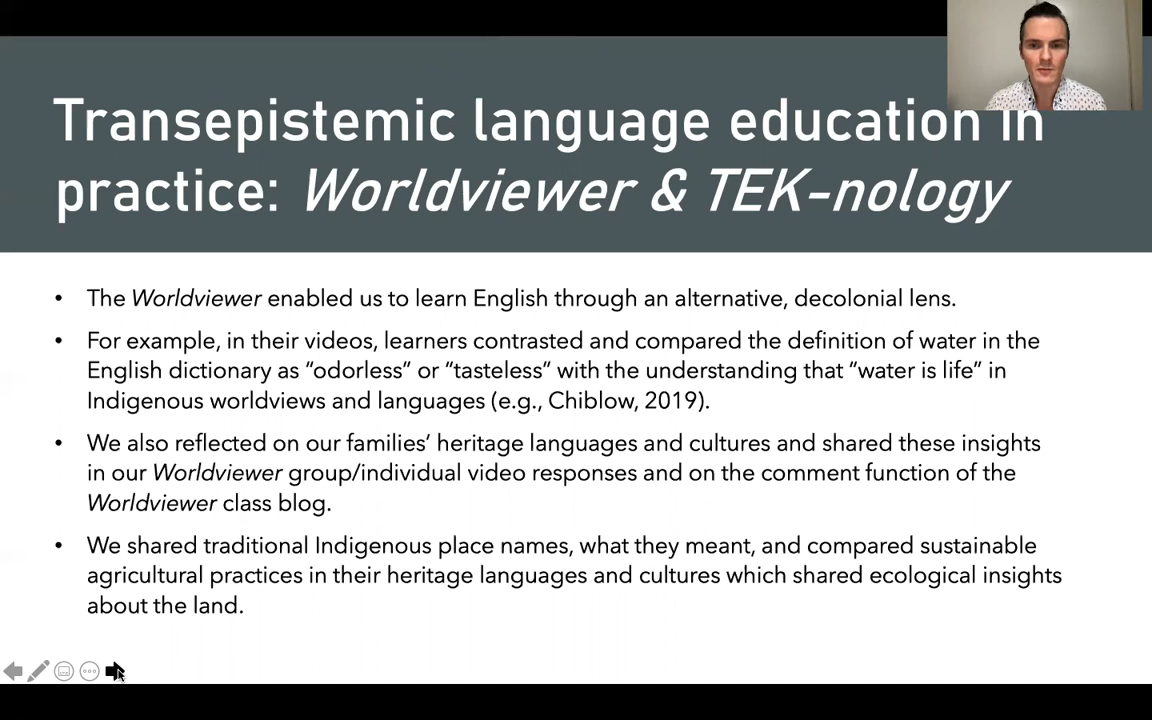 Transepistemic language education in
practice: Worldviewer & TEK-nology
• The Worldviewer enabled us to learn English through an alternative, decolonial lens.
• For example, in their videos, learners contrasted and compared the definition of water in the
English dictionary as “odorless” or “tasteless” with the understanding that “water is life” in
Indigenous worldviews and languages (e.g., Chiblow, 2019).
• We also reflected on our families’ heritage languages and cultures and shared these insights
in our Worldviewer group/individual video responses and on the comment function of the
Worldviewer class blog.
• We shared traditional Indigenous place names, what they meant, and compared sustainable
agricultural practices in their heritage languages and cultures which shared ecological insights
about the land.